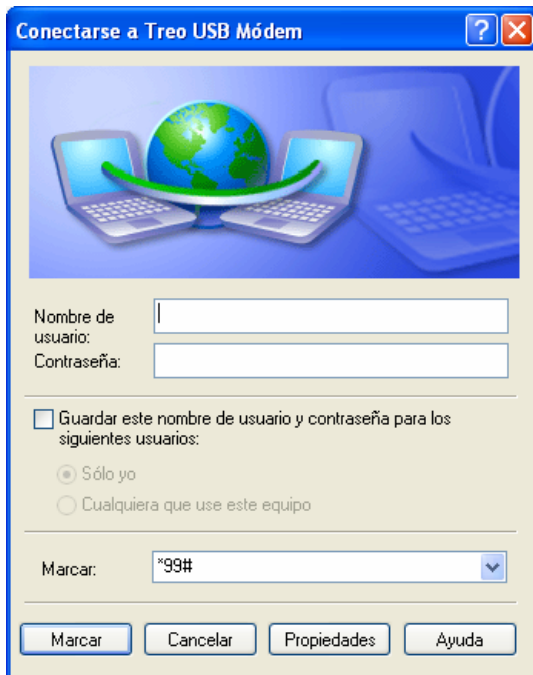 Conectarse a Treo USB Módem
Nombre de
usuario:
Contraseña:
Guardar este nombre de usuario y contraseña para los
siguientes usuarios:
Sólo yo
Cualquiera que use este equipo
Marcar: *99#
Marcar Cancelar Propiedades Ayuda